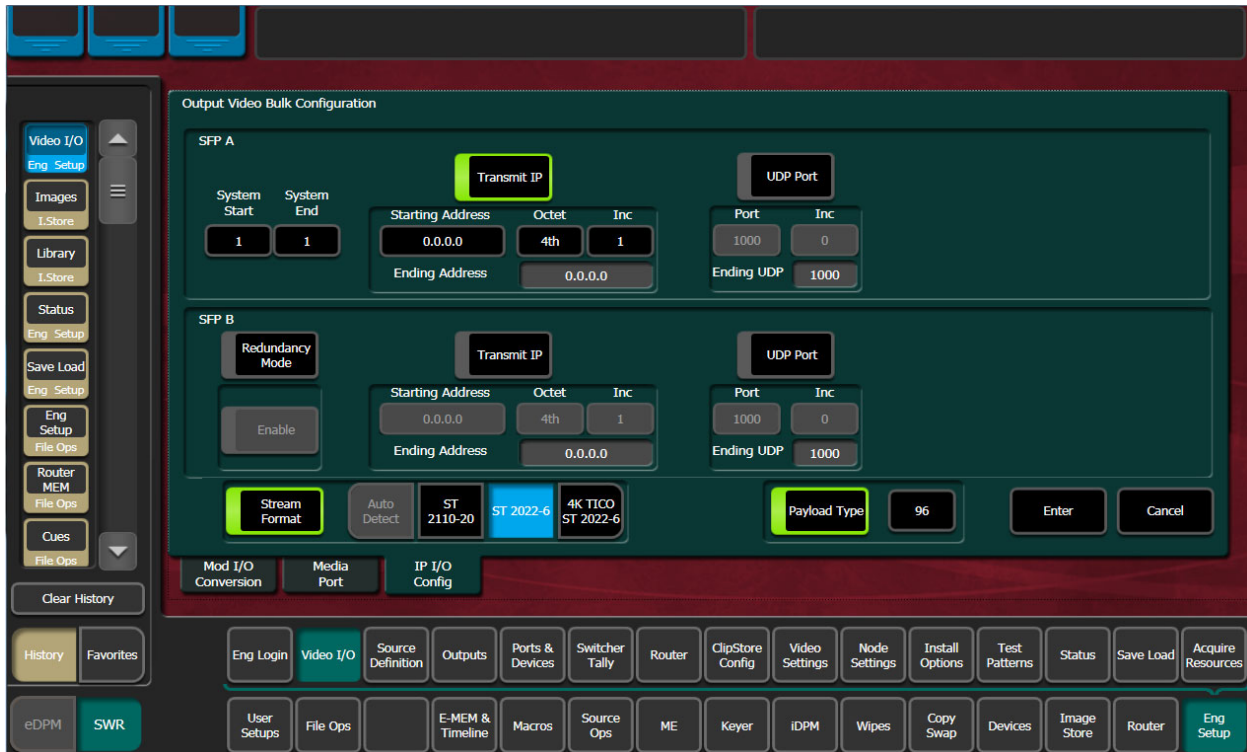 Output Video Bulk Configuration
SFP A
System Start
System End
1
1
Transmit IP
Starting Address
Octet
Inc
0.0.0.0
4th
1
Ending Address
0.0.0.0
UDP Port
Port
Inc
1000
0
Ending UDP
1000
SFP B
Redundancy
Mode
Enable
Transmit IP
Starting Address
Octet
Inc
0.0.0.0
4th
1
Ending Address
0.0.0.0
UDP Port
Port
Inc
1000
0
Ending UDP
1000
Stream
Format
Auto
Detect
ST
2110-20
ST 2022-6
4K TICO
ST 2022-6
Payload Type
96
Enter
Cancel
Mod I/O
Conversion
Media
Port
IP I/O
Config
Video I/O
Eng Setup
Images
I.Store
Library
I.Store
Status
Eng Setup
Save Load
Eng Setup
Eng
Setup
File Ops
Router
MEM
File Ops
Cues
File Ops
Clear History
History
Favorites
eDPM
SWR
Eng Login
Video I/O
Source
Definition
Outputs
Ports &
Devices
Switcher
Tally
Router
ClipStore
Config
Video
Settings
Node
Settings
Install
Options
Test
Patterns
Status
Save Load
Acquire
Resources
User
Setups
File Ops
E-MEM &
Timeline
Macros
Source
Ops
ME
Keyer
iDPM
Wipes
Copy
Swap
Devices
Image
Store
Router
Eng
Setup